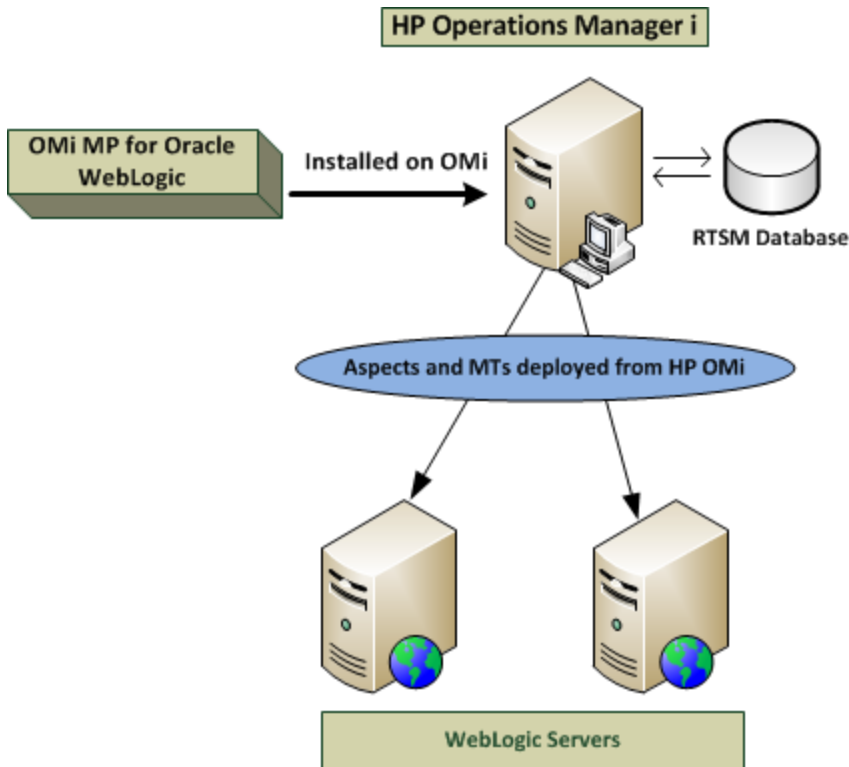 HP Operations Manager i
OMi MP for Oracle
WebLogic
Installed on OMi
RTSM Database
Aspects and MTs deployed from HP OMi
WebLogic Servers